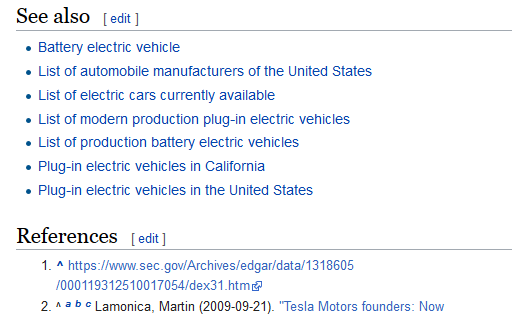 See also [ edit ]
Battery electric vehicle
List of automobile manufacturers of the United States
List of electric cars currently available
List of modern production plug-in electric vehicles
List of production battery electric vehicles
Plug-in electric vehicles in California
Plug-in electric vehicles in the United States
References [ edit ]
1. ^ https://www.sec.gov/Archives/edgar/data/1318605
/000119312510017054/dex31.htm
2. ^ a b c Lamonica, Martin (2009-09-21). "Tesla Motors founders: Now